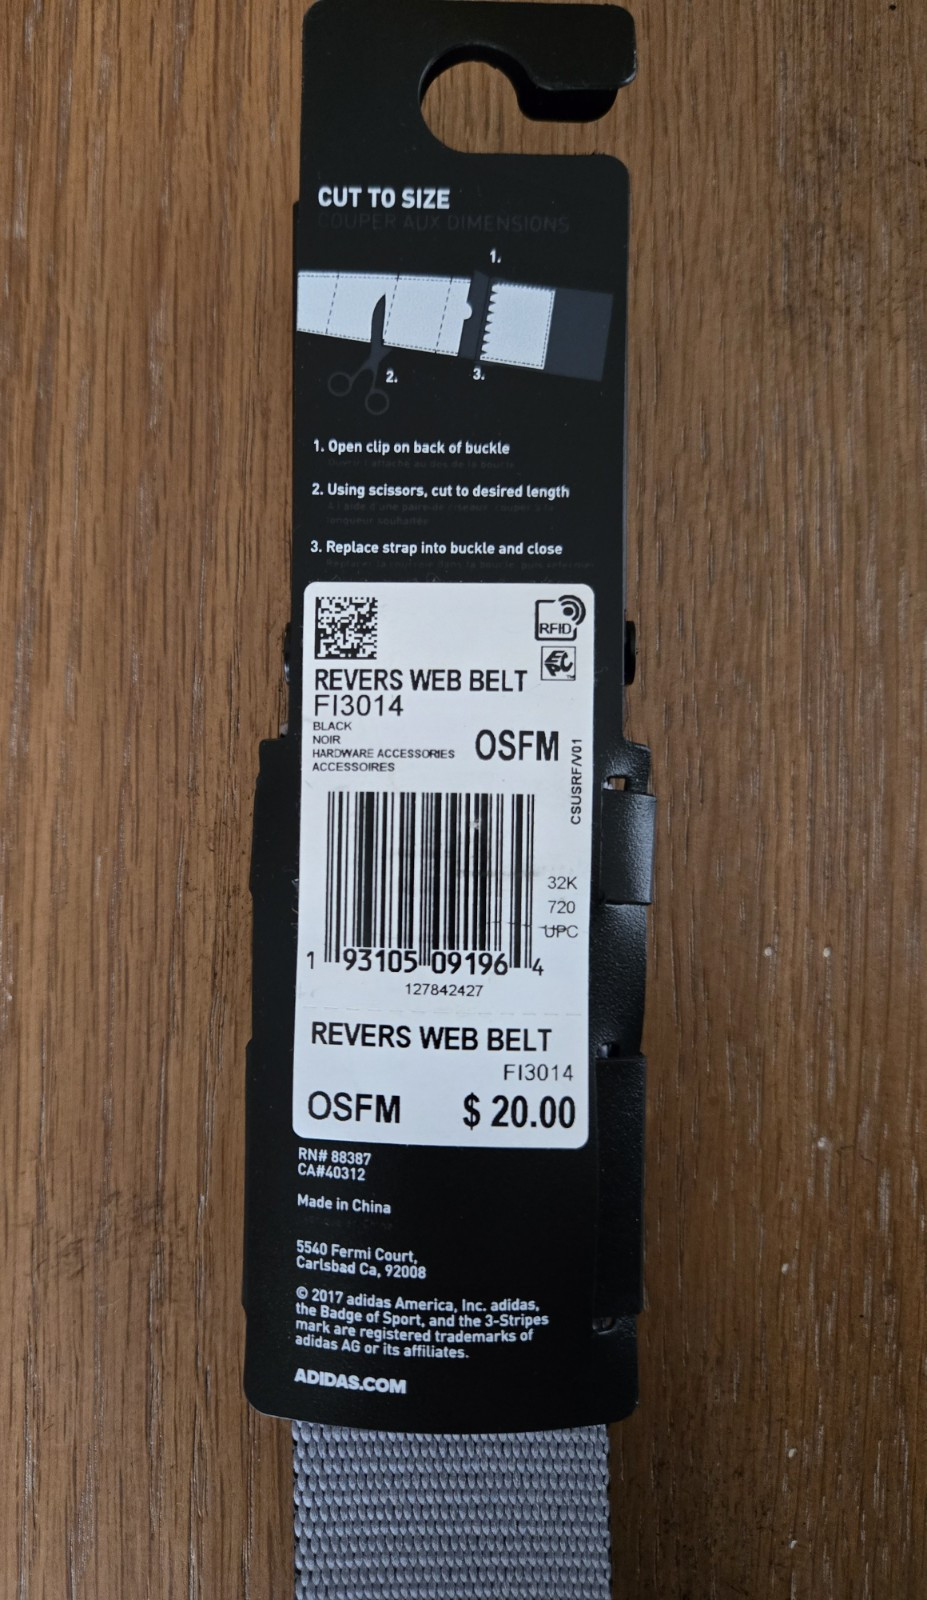 CUT TO SIZE
COUPER AUX DIMENSIONS
1.
2.
3.
1. Open clip on back of buckle
2. Using scissors, cut to desired length
3. Replace strap into buckle and close
RFID
REVERS WEB BELT
FI3014
BLACK
NOIR
HARDWARE ACCESSORIES
ACCESSOIRES
OSFM
CSUSRF/V01
32K
720
UPC
1 93105 09196 4
127842427
REVERS WEB BELT
FI3014
OSFM $ 20.00
RN# 88387
CA#40312
Made in China
5540 Fermi Court,
Carlsbad Ca, 92008
© 2017 adidas America, Inc. adidas,
the Badge of Sport, and the 3-Stripes
mark are registered trademarks of
adidas AG or its affiliates.
ADIDAS.COM